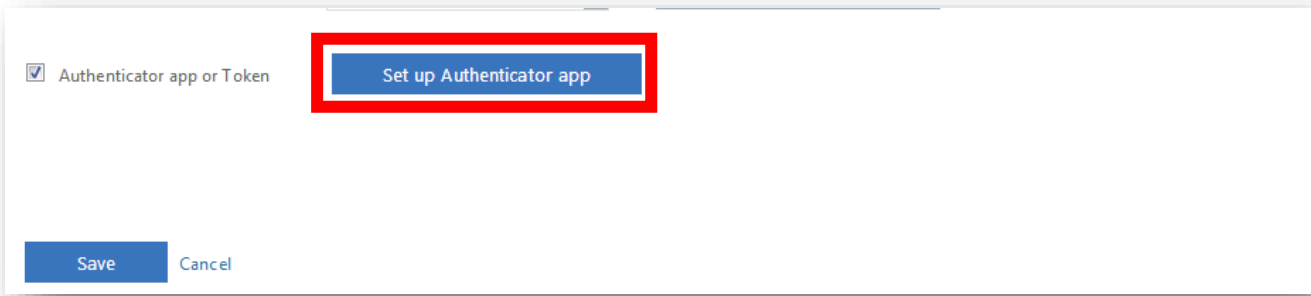 Authenticator app or Token
Set up Authenticator app
Save
Cancel